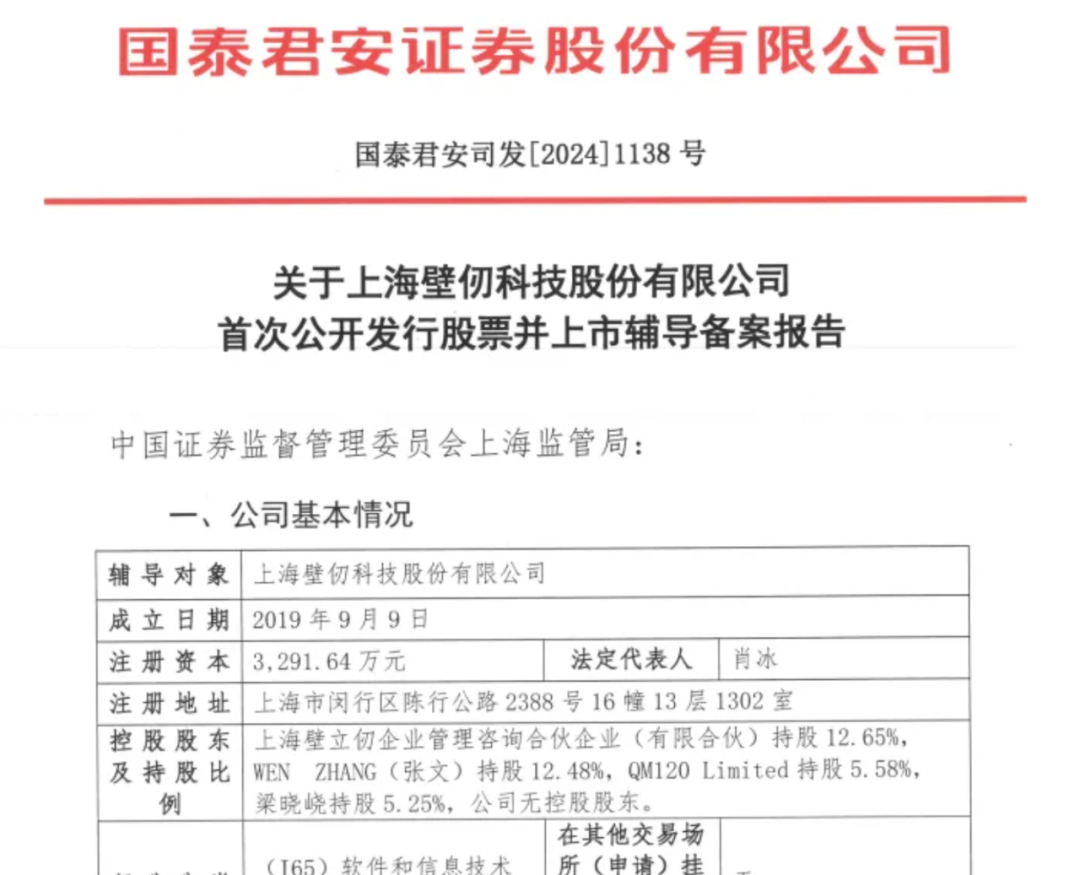 国泰君安证券股份有限公司
国泰君安司发[2024]1138 号
关于上海壁仞科技股份有限公司
首次公开发行股票并上市辅导备案报告
中国证券监督管理委员会上海监管局：
一、公司基本情况
辅导对象 上海壁仞科技股份有限公司
成立日期 2019 年 9 月 9 日
注册资本 3,291.64 万元 法定代表人 肖冰
注册地址 上海市闵行区陈行公路 2388 号 16 幢 13 层 1302 室
控股股东 上海壁立仞企业管理咨询合伙企业（有限合伙）持股 12.65%，
及持股比 WEN ZHANG（张文）持股 12.48%，QM120 Limited 持股 5.58%，
例 梁晓峣持股 5.25%，公司无控股股东。
在其他交易场
（I65）软件和信息技术 所（申请）挂